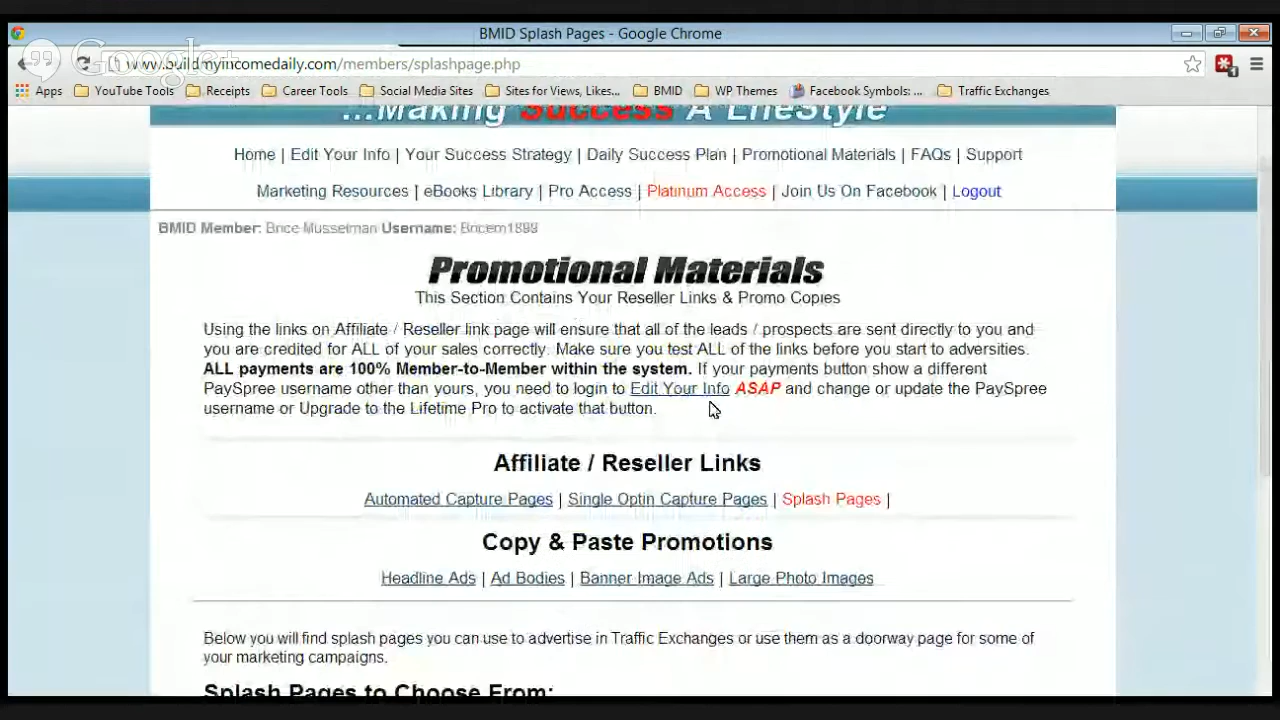 BMID Splash Pages - Google Chrome
Google+
www.buildmyincomedaily.com/members/splashpage.php
Apps YouTube Tools Receipts Career Tools Social Media Sites Sites for Views, Likes... BMID WP Themes Facebook Symbols: ... Traffic Exchanges
...Making Success A LifeStyle
Home | Edit Your Info | Your Success Strategy | Daily Success Plan | Promotional Materials | FAQs | Support
Marketing Resources | eBooks Library | Pro Access | Platinum Access | Join Us On Facebook | Logout
BMID Member: Brice Musselman Username: Bricem1899
Promotional Materials
This Section Contains Your Reseller Links & Promo Copies
Using the links on Affiliate / Reseller link page will ensure that all of the leads / prospects are sent directly to you and
you are credited for ALL of your sales correctly. Make sure you test ALL of the links before you start to adversities.
ALL payments are 100% Member-to-Member within the system. If your payments button show a different
PaySpree username other than yours, you need to login to Edit Your Info ASAP and change or update the PaySpree
username or Upgrade to the Lifetime Pro to activate that button.
Affiliate / Reseller Links
Automated Capture Pages | Single Optin Capture Pages | Splash Pages |
Copy & Paste Promotions
Headline Ads | Ad Bodies | Banner Image Ads | Large Photo Images
Below you will find splash pages you can use to advertise in Traffic Exchanges or use them as a doorway page for some of
your marketing campaigns.
Splash Pages to Choose From: